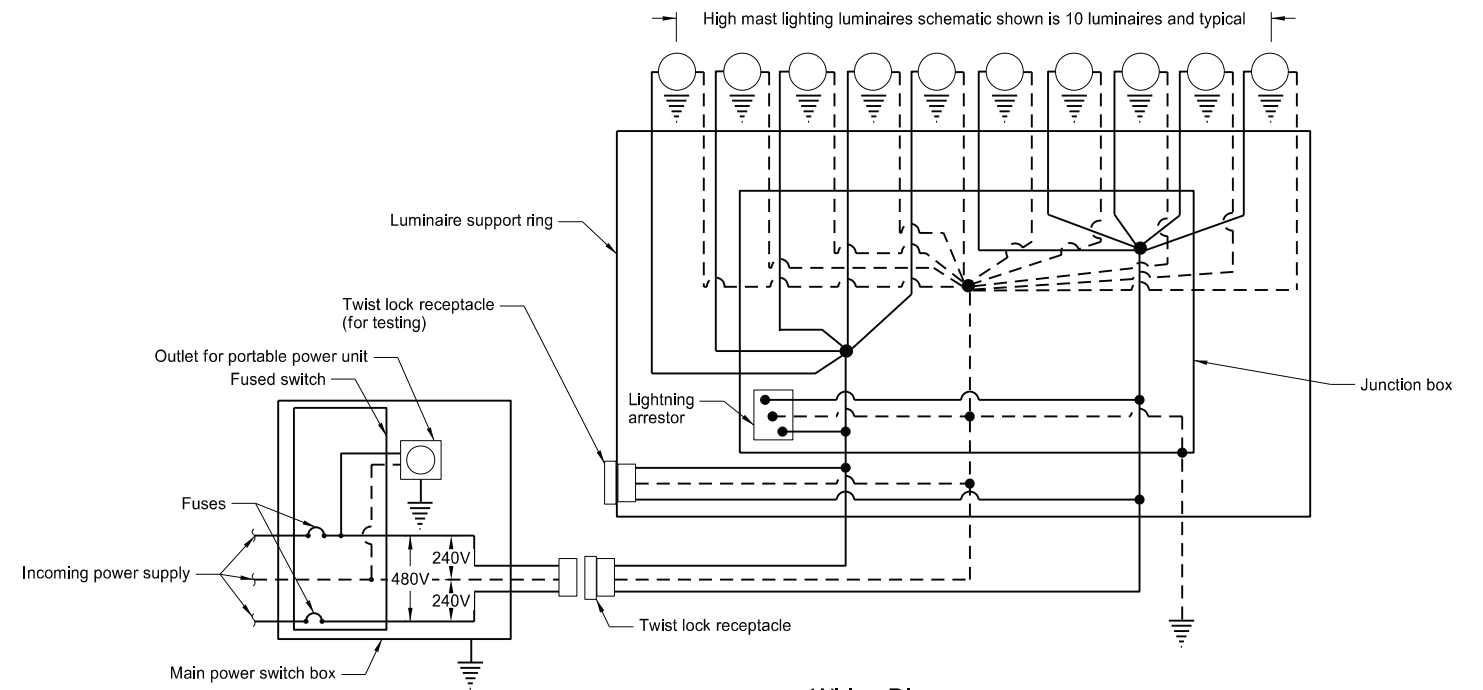 High mast lighting luminaires schematic shown is 10 luminaires and typical
Luminaire support ring
Twist lock receptacle
(for testing)
Outlet for portable power unit
Fused switch
Junction box
Lightning
arrestor
Fuses
240V
Incoming power supply
480V
240V
Twist lock receptacle
Main power switch box